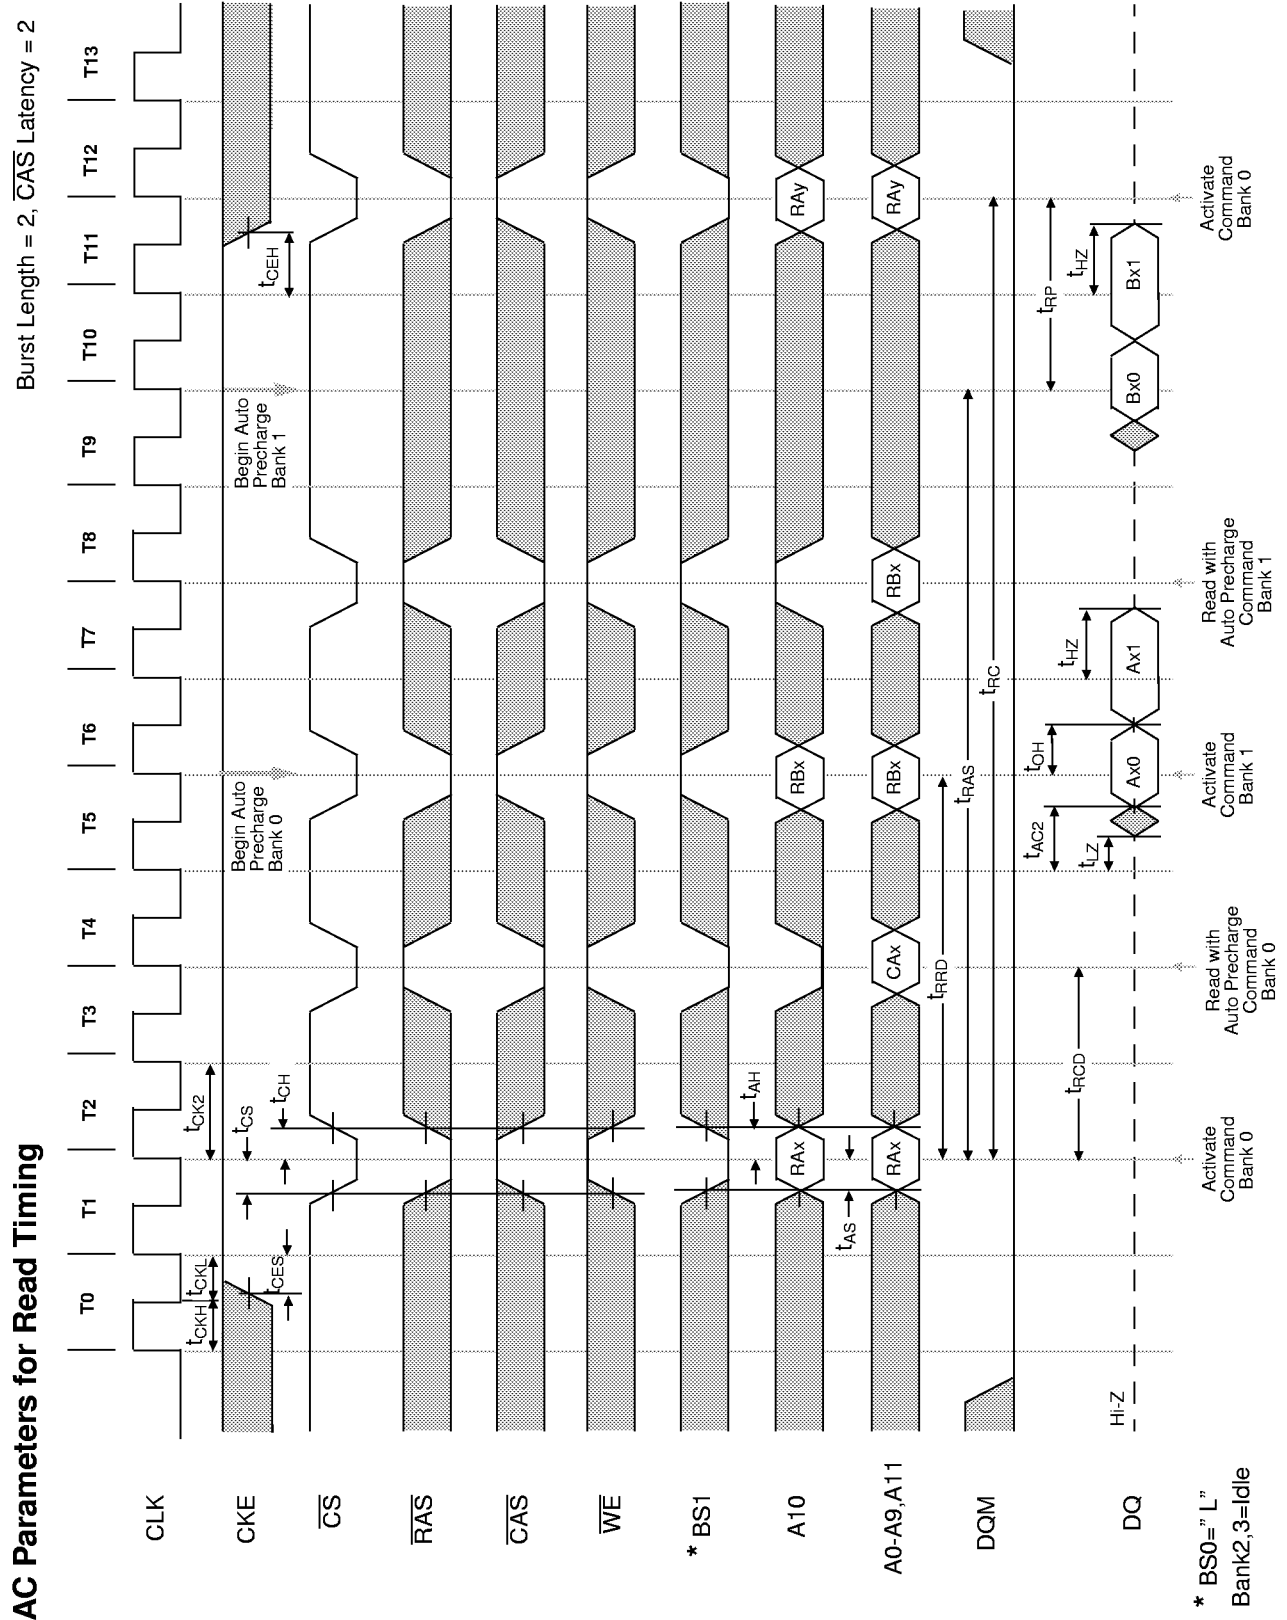 AC Parameters for Read Timing
Burst Length = 2, C̅A̅S̅ Latency = 2
T0 T1 T2 T3 T4 T5 T6 T7 T8 T9 T10 T11 T12 T13
CLK
tCKH tCKL tCK2
CKE
tCES tCS tCH
Begin Auto
Precharge
Bank 0
Begin Auto
Precharge
Bank 1
tCEH
C̅S̅
R̅A̅S̅
C̅A̅S̅
W̅E̅
* BS1
tAH
A10
RAx RBx RAy
tAS
A0-A9,A11
RAx CAx RBx RBx RAy
tRRD
tRAS
DQM
tRC
tRCD
tAC2 tOH
tRP
tLZ tHZ tHZ
DQ
Hi-Z
Ax0 Ax1 Bx0 Bx1
Activate
Command
Bank 0
Read with
Auto Precharge
Command
Bank 0
Activate
Command
Bank 1
Read with
Auto Precharge
Command
Bank 1
Activate
Command
Bank 0
* BS0=” L”
Bank2,3=Idle